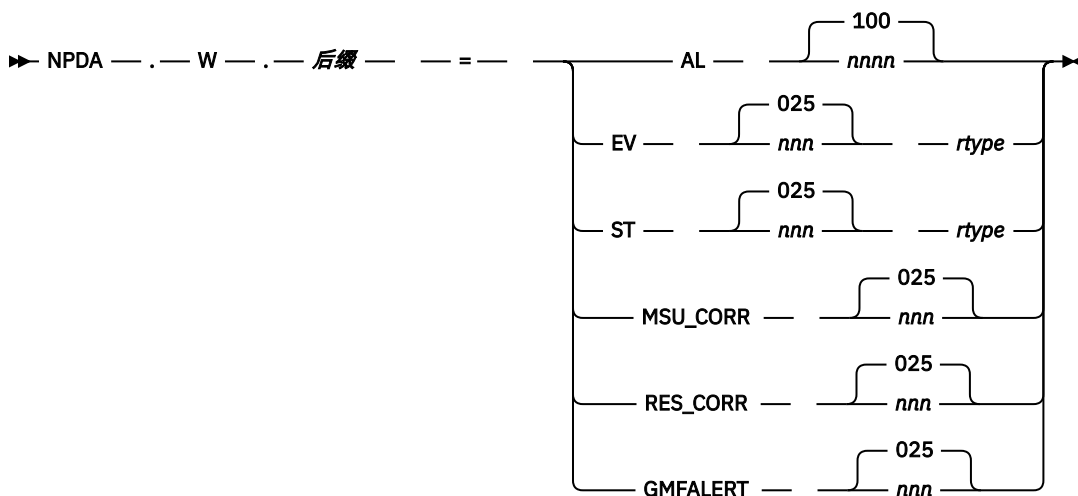 100
NPDA . W . 后缀 = AL nnnn
025
EV nnn rtype
025
ST nnn rtype
025
MSU_CORR nnn
025
RES_CORR nnn
025
GMFALERT nnn